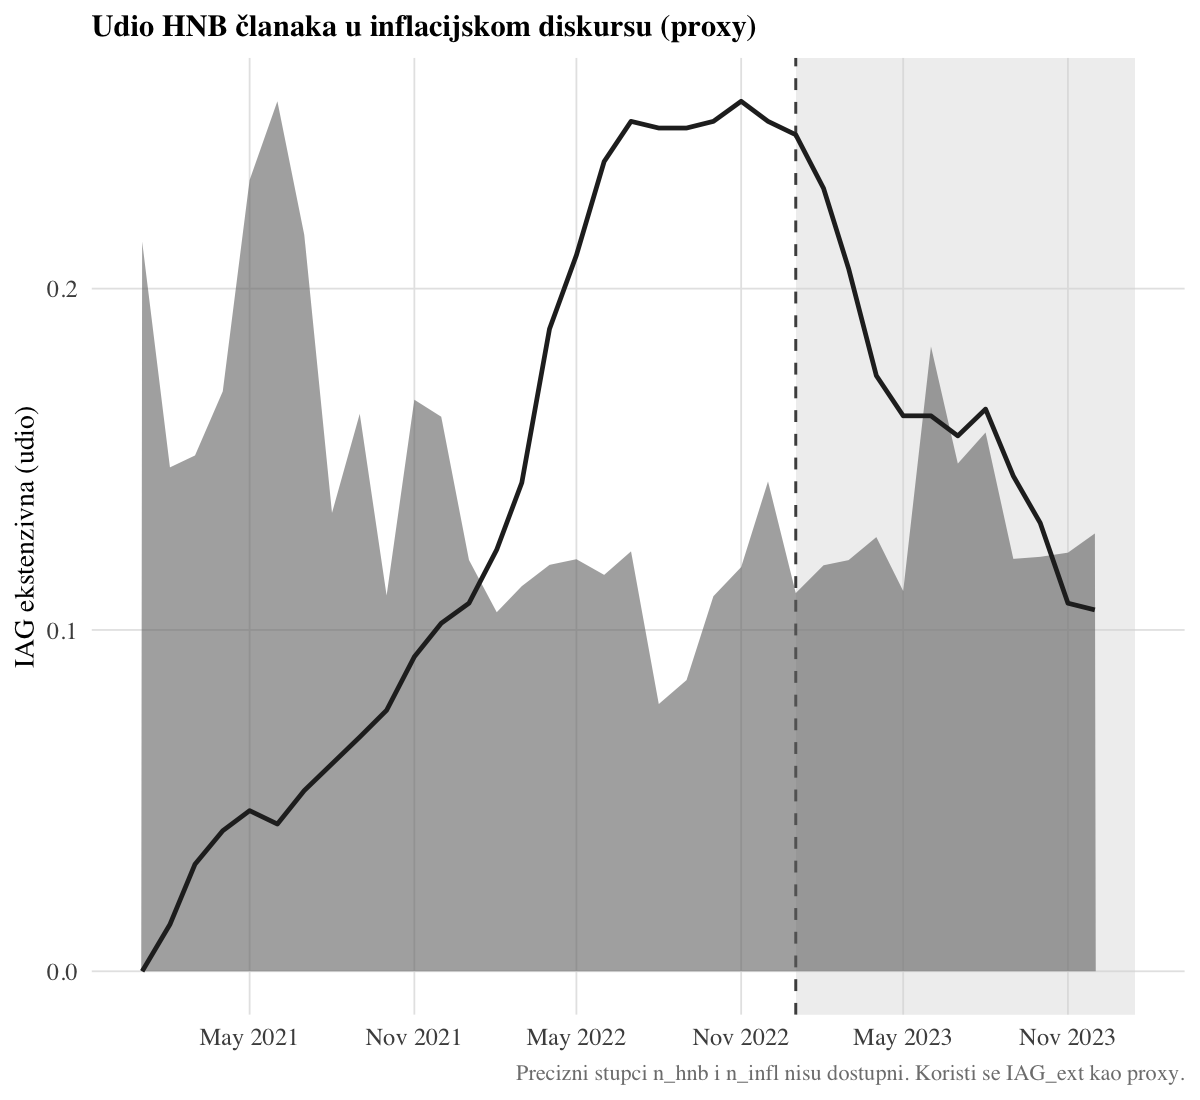 Udio HNB članaka u inflacijskom diskursu (proxy)
IAG ekstenzivna (udio)
0.2
0.1
0.0
May 2021
Nov 2021
May 2022
Nov 2022
May 2023
Nov 2023
Precizni stupci n_hnb i n_infl nisu dostupni. Koristi se IAG_ext kao proxy.